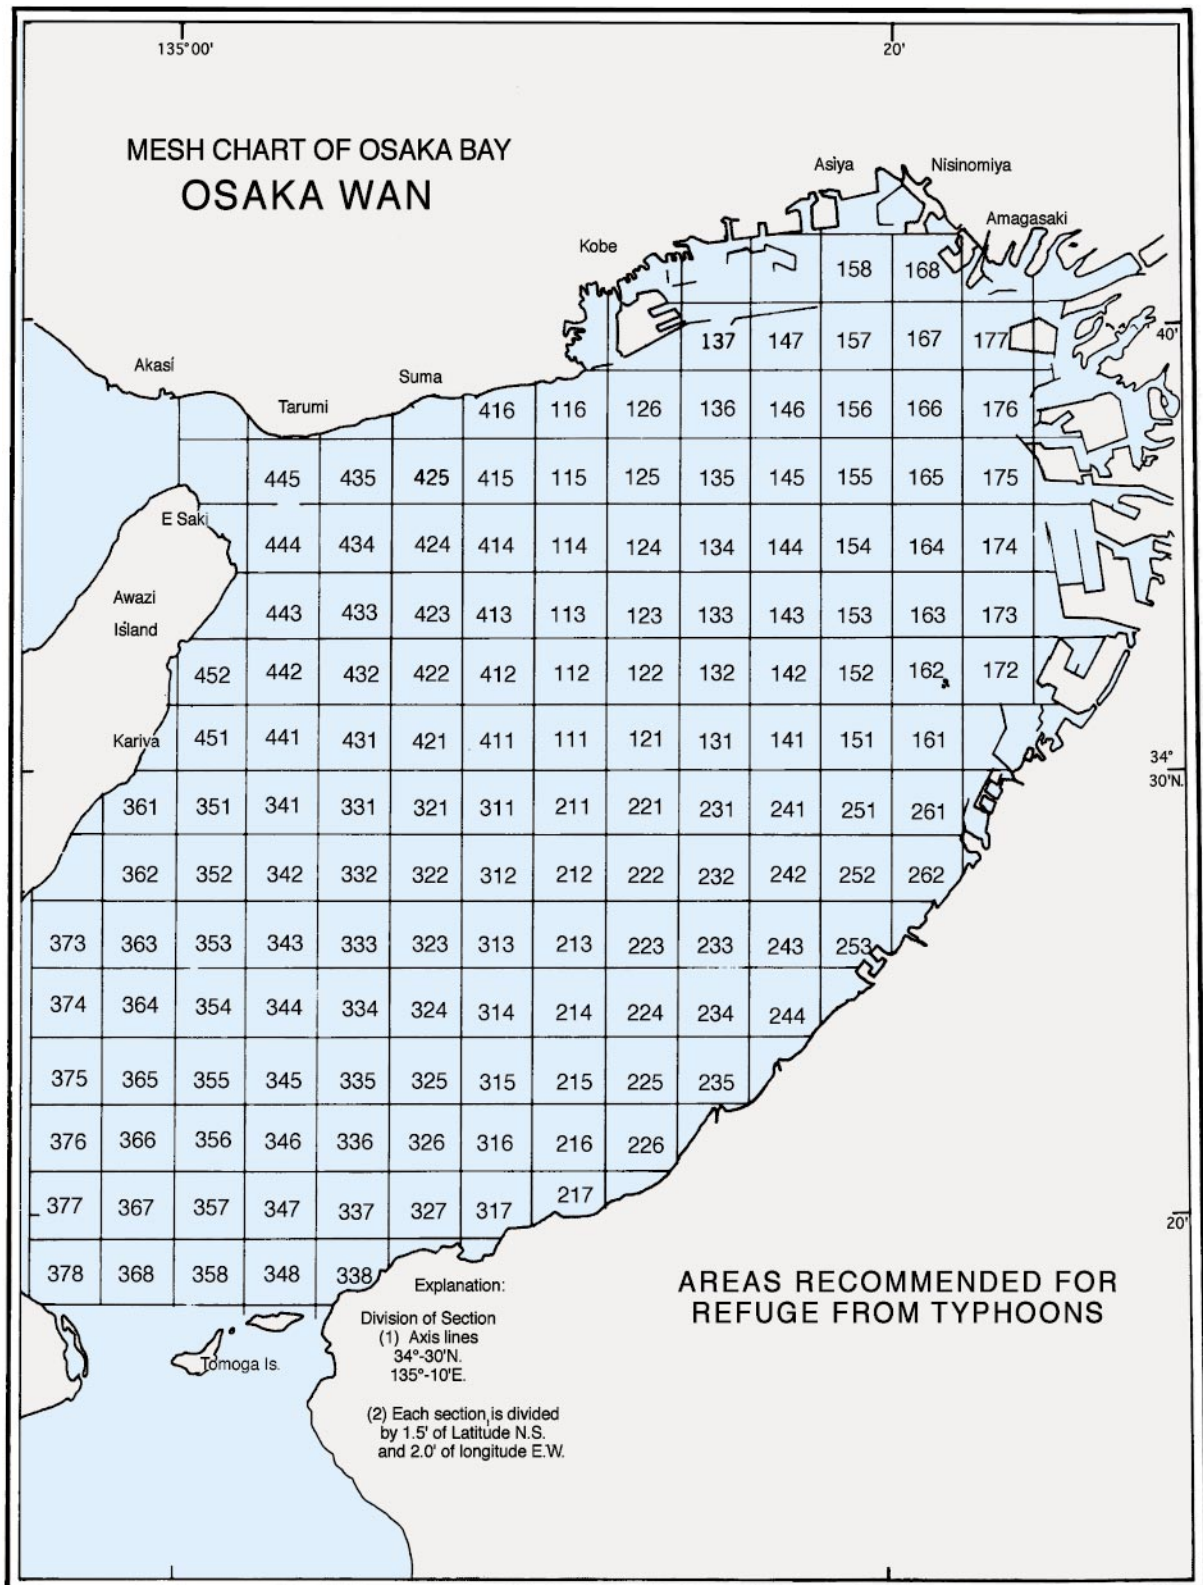 135°00'
20'
MESH CHART OF OSAKA BAY
OSAKA WAN
Asiya
Nisinomiya
Amagasaki
Kobe
158 168
40'
137 147 157 167 177
Akasi
Suma
Tarumi
416 116 126 136 146 156 166 176
445 435 425 415 115 125 135 145 155 165 175
E Saki
444 434 424 414 114 124 134 144 154 164 174
Awazi
Island
443 433 423 413 113 123 133 143 153 163 173
452 442 432 422 412 112 122 132 142 152 162 172
Kariva
451 441 431 421 411 111 121 131 141 151 161
34°
30'N.
361 351 341 331 321 311 211 221 231 241 251 261
362 352 342 332 322 312 212 222 232 242 252 262
373 363 353 343 333 323 313 213 223 233 243 253
374 364 354 344 334 324 314 214 224 234 244
375 365 355 345 335 325 315 215 225 235
376 366 356 346 336 326 316 216 226
377 367 357 347 337 327 317 217
20'
378 368 358 348 338
Tomoga Is.
Explanation:
Division of Section
(1) Axis lines
34°-30'N.
135°-10'E.
(2) Each section is divided
by 1.5' of Latitude N.S.
and 2.0' of longitude E.W.
AREAS RECOMMENDED FOR
REFUGE FROM TYPHOONS